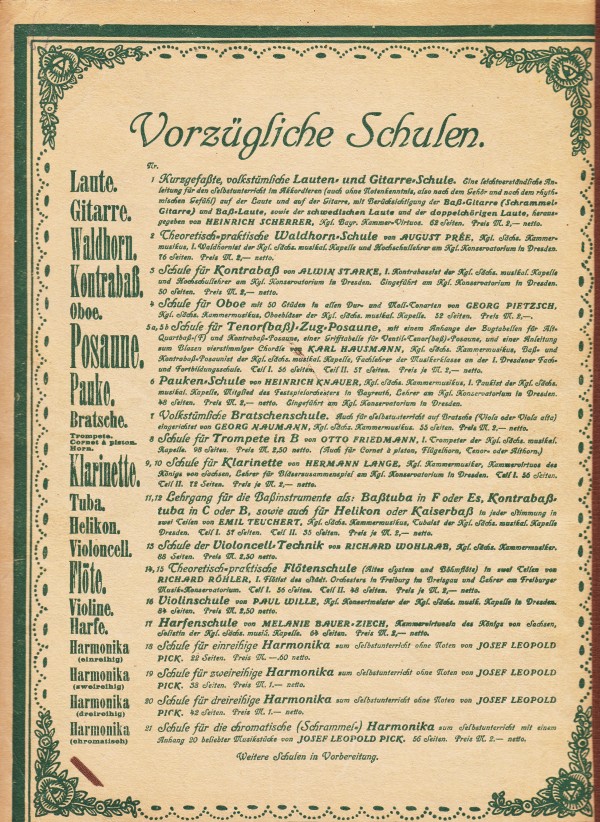 Vorzügliche Schulen.
Nr.
Laute.
Gitarre.
Waldhorn.
Kontrabaß.
Oboe.
Posaune.
Pauke.
Bratsche.
Trompete.
Cornet à piston.
Horn.
Klarinette.
Tuba.
Helikon.
Violoncell.
Flöte.
Violine.
Harfe.
Harmonika
(einreihig)
Harmonika
(zweireihig)
Harmonika
(dreireihig)
Harmonika
(chromatisch)
1 Kurzgefaßte, volkstümliche Lauten- und Gitarre-Schule. Eine leichtverständliche An-
leitung für den Selbstunterricht im Akkordieren (auch ohne Notenkenntnis, also nach dem Gehör und nach dem rhyth-
mischen Gefühl) auf der Laute und auf der Gitarre, mit Berücksichtigung der Baß-Gitarre (Schrammel-
Gitarre) und Baß-Laute, sowie der schwedischen Laute und der doppelchörigen Laute, heraus-
gegeben von HEINRICH SCHERRER, Kgl. Bayr. Kammer-Virtuos. 62 Seiten. Preis M. 2,— netto.
2 Theoretisch-praktische Waldhorn-Schule von AUGUST PRÉE, Kgl. Sächs. Kammer-
musikus, I. Waldhornist der Kgl. Sächs. musikal. Kapelle und Hochschullehrer am Kgl. Konservatorium in Dresden.
76 Seiten. Preis M. 2,— netto.
3 Schule für Kontrabaß von ALWIN STARKE, I. Kontrabassist der Kgl. Sächs. musikal. Kapelle
und Hochschullehrer am Kgl. Konservatorium in Dresden. Eingeführt am Kgl. Konservatorium in Dresden.
50 Seiten. Preis M. 2,— netto.
4 Schule für Oboe mit 50 Etüden in allen Dur- und Moll-Tonarten von GEORG PIETZSCH,
Kgl. Sächs. Kammermusikus, Oboebläser der Kgl. Sächs. musikal. Kapelle. 52 Seiten. Preis M. 2,—.
5a, 5b Schule für Tenor(baß)-Zug-Posaune, mit einem Anhange der Zugtabellen für Alt-
Quartbaß-(F) und Kontrabaß-Posaune, einer Grifftabelle für Ventil-Tenor(baß)-Posaune, und einer Anleitung
zum Blasen vierstimmiger Choräle von KARL HAUSMANN, Kgl. Sächs. Kammermusikus, Baß- und
Kontrabaß-Posaunist der Kgl. Sächs. musikal. Kapelle, Fachlehrer der Musikerklasse an der I. Dresdener Fach-
und Fortbildungsschule. Teil I. 56 Seiten. Teil II. 57 Seiten. Preis je M. 2,— netto.
6 Pauken-Schule von HEINRICH KNAUER, Kgl. Sächs. Kammermusikus, I. Paukist der Kgl. Sächs.
musikal. Kapelle, Mitglied des Festspielorchesters in Bayreuth, Lehrer am Kgl. Konservatorium in Dresden.
48 Seiten. Preis M. 2,— netto. Eingeführt am Kgl. Konservatorium in Dresden.
7 Volkstümliche Bratschenschule. Auch für Selbstunterricht auf Bratsche (Viola oder Viola alta)
eingerichtet von GEORG NAUMANN, Kgl. Sächs. Kammermusikus. 55 Seiten. Preis M. 2,— netto.
8 Schule für Trompete in B von OTTO FRIEDMANN, I. Trompeter der Kgl. Sächs. musikal.
Kapelle. 98 Seiten. Preis M. 2,50 netto. (Auch für Cornet à piston, Flügelhorn, Tenor- oder Althorn.)
9, 10 Schule für Klarinette von HERMANN LANGE, Kgl. Kammermusiker, Kammervirtuos des
Königs von Sachsen, Lehrer für Bläserzusammenspiel am Kgl. Konservatorium in Dresden. Teil I. 56 Seiten.
Teil II. 72 Seiten. Preis je M. 2,— netto.
11, 12 Lehrgang für die Baßinstrumente als: Baßtuba in F oder Es, Kontrabaß-
tuba in C oder B, sowie auch für Helikon oder Kaiserbaß in jeder Stimmung in
zwei Teilen von EMIL TEUCHERT, Kgl. Sächs. Kammermusikus, Tubaist der Kgl. Sächs. musikal. Kapelle
Dresden. Teil I. 57 Seiten. Teil II. 55 Seiten. Preis je M. 2,— netto.
13 Schule der Violoncell-Technik von RICHARD WOHLRAB, Kgl. Sächs. Kammermusiker.
88 Seiten. Preis M. 2,50 netto.
14, 15 Theoretisch-praktische Flötenschule (Altes System und Böhmflöte) in zwei Teilen von
RICHARD RÖHLER, I. Flötist des Städt. Orchesters in Freiburg im Breisgau und Lehrer am Freiburger
Musik-Konservatorium. Teil I. 56 Seiten. Teil II. 48 Seiten. Preis je M. 2,— netto.
16 Violinschule von PAUL WILLE, Kgl. Konzertmeister der Kgl. Sächs. musik. Kapelle in Dresden.
84 Seiten. Preis M. 2,50 netto.
17 Harfenschule von MELANIE BAUER-ZIECH, Kammervirtuosin des Königs von Sachsen,
Solistin der Kgl. Sächs. musik. Kapelle. 64 Seiten. Preis M. 2,— netto.
18 Schule für einreihige Harmonika zum Selbstunterricht ohne Noten von JOSEF LEOPOLD
PICK. 22 Seiten. Preis M. —.60 netto.
19 Schule für zweireihige Harmonika zum Selbstunterricht ohne Noten von JOSEF LEOPOLD
PICK. 38 Seiten. Preis M. 1.— netto.
20 Schule für dreireihige Harmonika zum Selbstunterricht ohne Noten von JOSEF LEOPOLD
PICK. 42 Seiten. Preis M. 1.— netto.
21 Schule für die chromatische (Schrammel-) Harmonika zum Selbstunterricht mit einem
Anhang 20 beliebter Musikstücke von JOSEF LEOPOLD PICK. 56 Seiten. Preis M. 2.— netto.
Weitere Schulen in Vorbereitung.